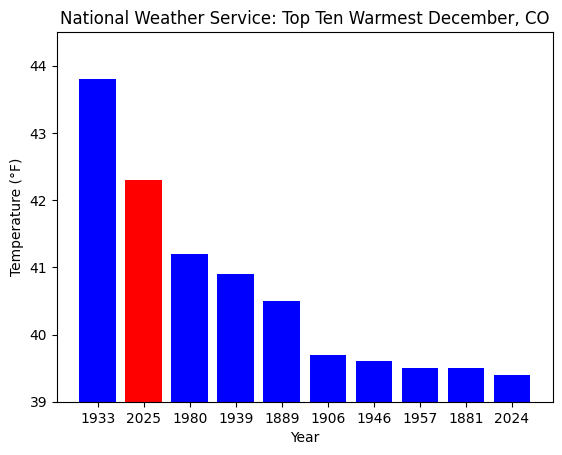 National Weather Service: Top Ten Warmest December, CO
44
43
42
41
40
39
Temperature (°F)
1933 2025 1980 1939 1889 1906 1946 1957 1881 2024
Year